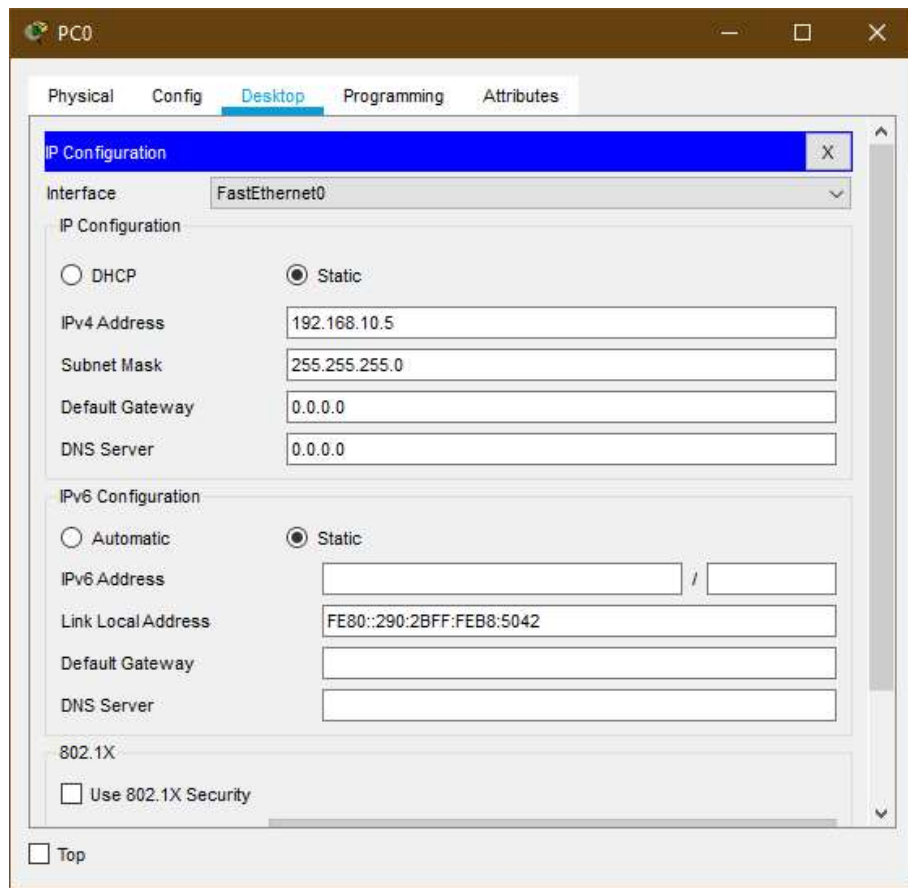 PC0
Physical Config Desktop Programming Attributes
IP Configuration X
Interface FastEthernet0
IP Configuration
DHCP Static
IPv4 Address 192.168.10.5
Subnet Mask 255.255.255.0
Default Gateway 0.0.0.0
DNS Server 0.0.0.0
IPv6 Configuration
Automatic Static
IPv6 Address /
Link Local Address FE80::290:2BFF:FEB8:5042
Default Gateway
DNS Server
802.1X
Use 802.1X Security
Top